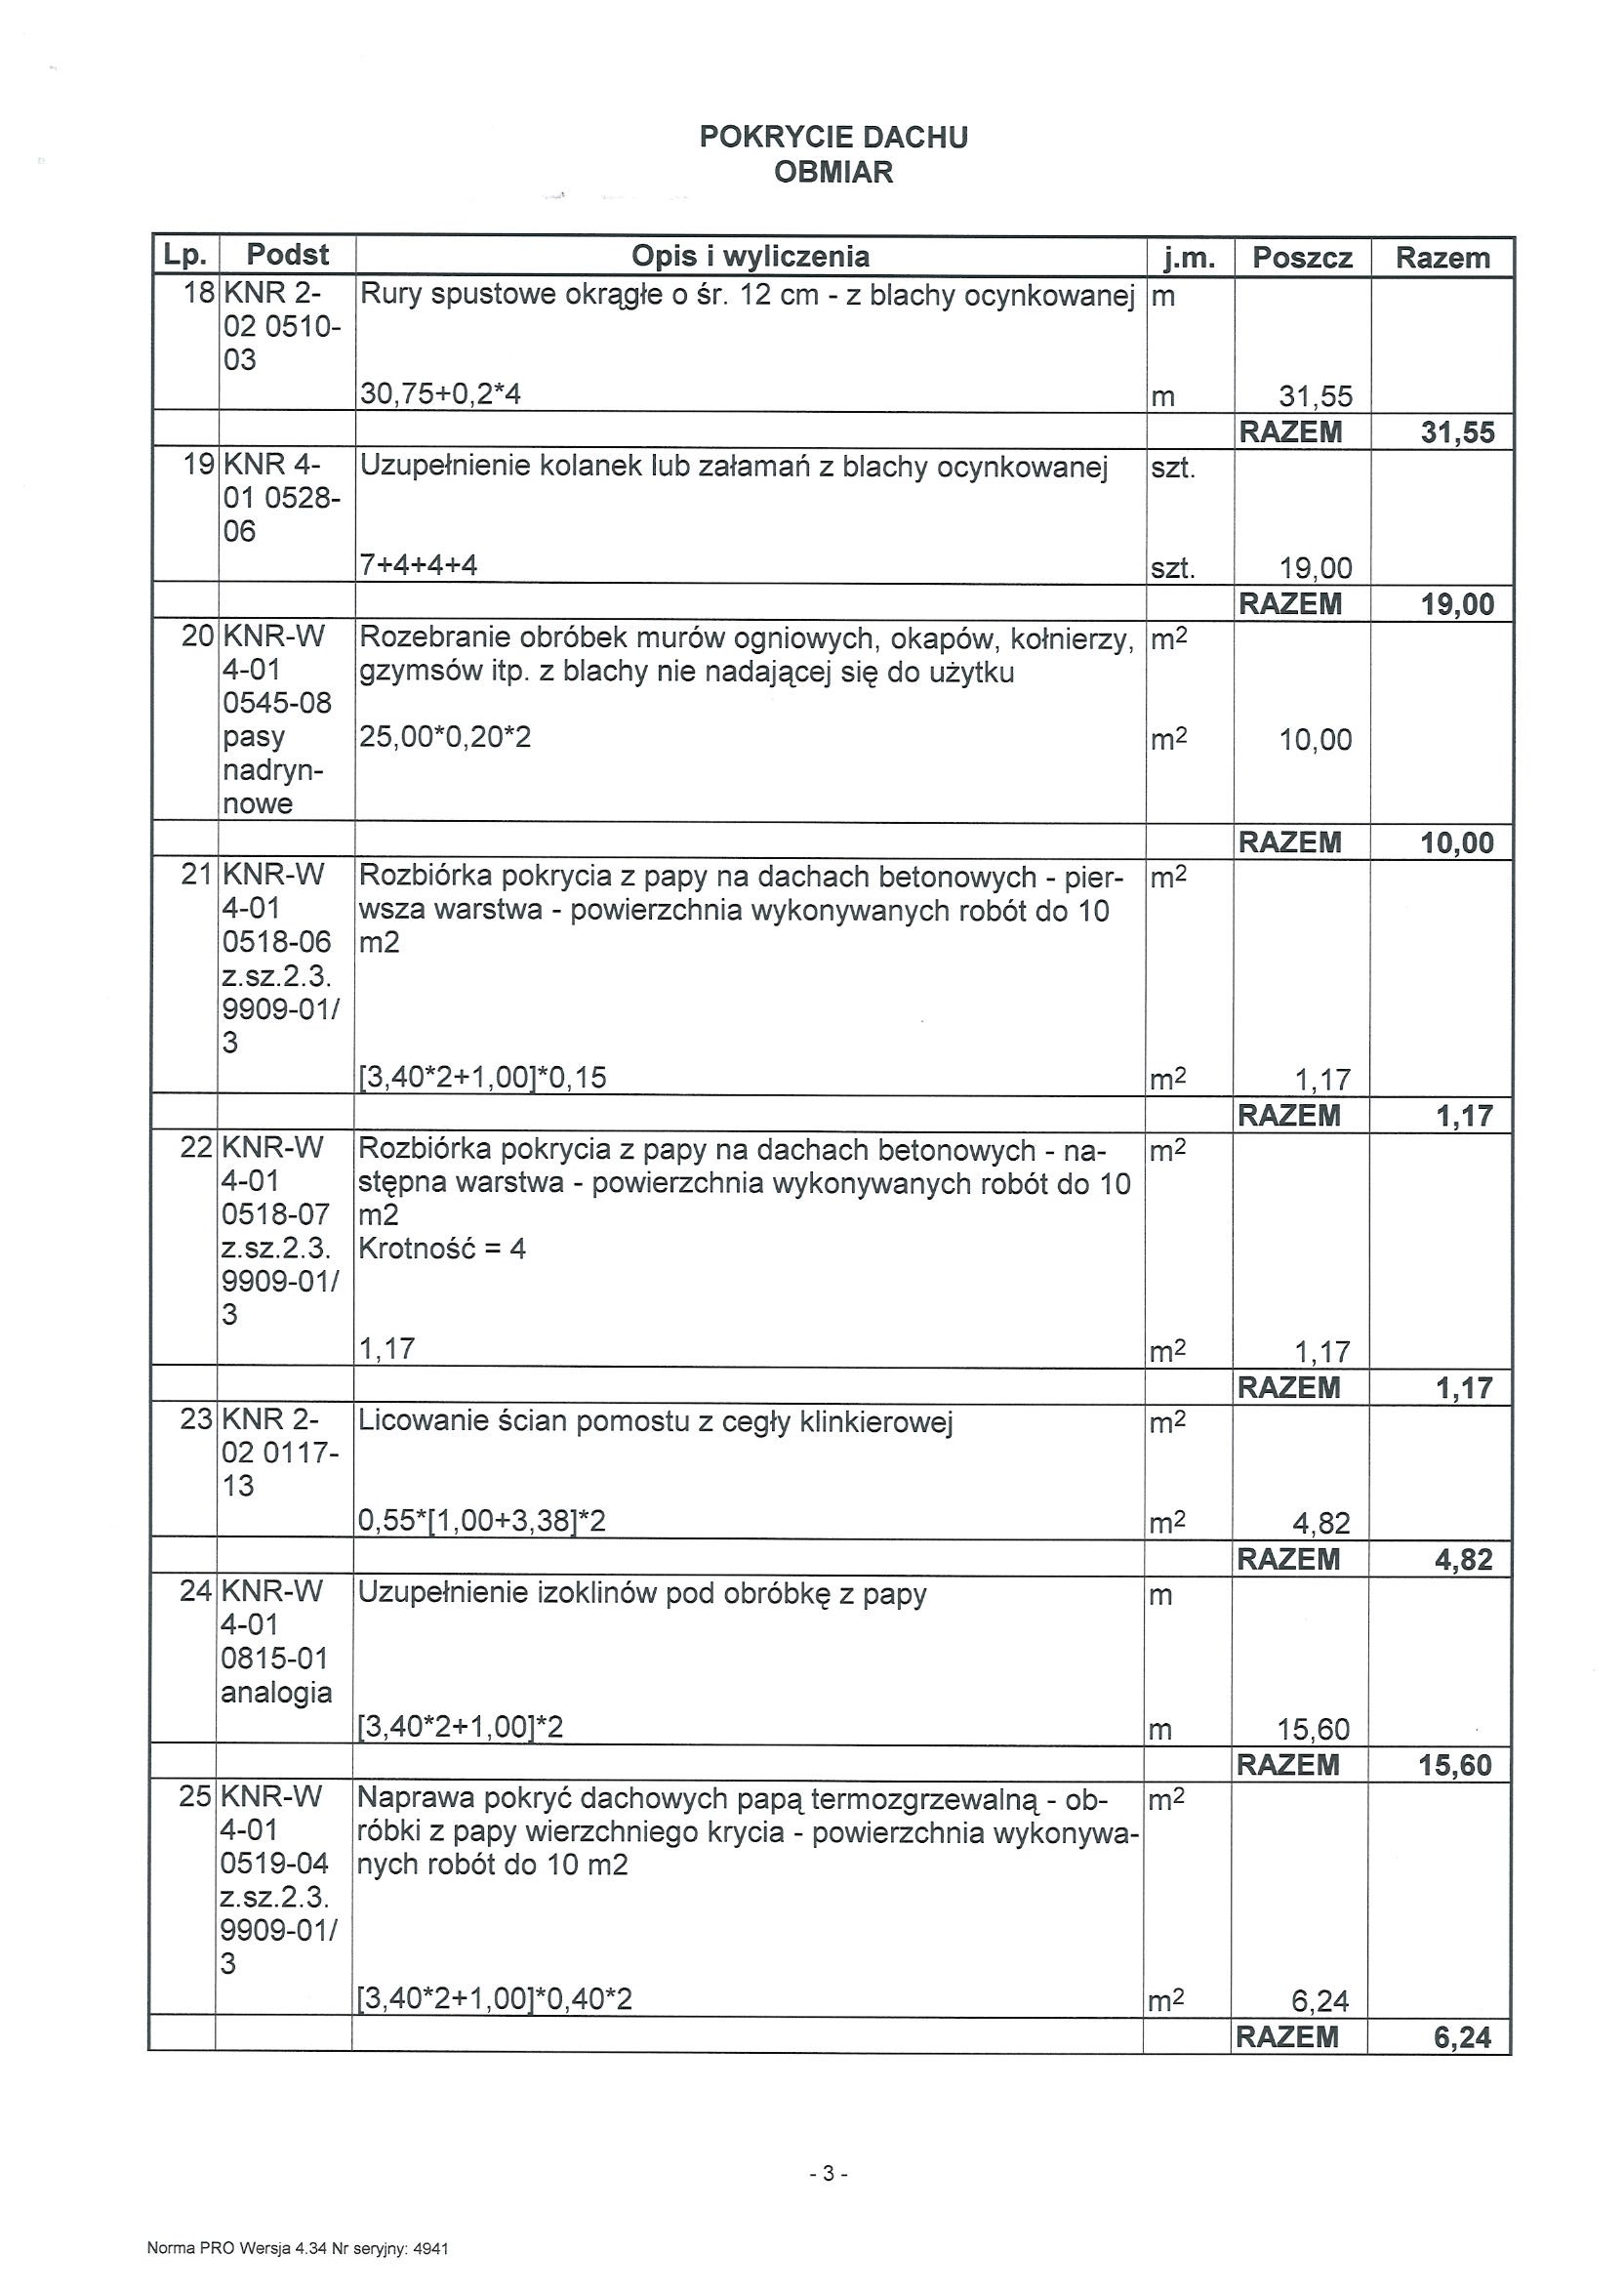 POKRYCIE DACHU
OBMIAR
Lp. Podst Opis i wyliczenia j.m. Poszcz Razem
18 KNR 2- Rury spustowe okrągłe o śr. 12 cm - z blachy ocynkowanej m
02 0510-
03
30,75+0,2*4 m 31,55
RAZEM 31,55
19 KNR 4- Uzupełnienie kolanek lub załamań z blachy ocynkowanej szt.
01 0528-
06
7+4+4+4 szt. 19,00
RAZEM 19,00
20 KNR-W Rozebranie obróbek murów ogniowych, okapów, kołnierzy, m2
4-01 gzymsów itp. z blachy nie nadającej się do użytku
0545-08
pasy 25,00*0,20*2 m2 10,00
nadryn-
nowe
RAZEM 10,00
21 KNR-W Rozbiórka pokrycia z papy na dachach betonowych - pier- m2
4-01 wsza warstwa - powierzchnia wykonywanych robót do 10
0518-06 m2
z.sz.2.3.
9909-01/
3
[3,40*2+1,00]*0,15 m2 1,17
RAZEM 1,17
22 KNR-W Rozbiórka pokrycia z papy na dachach betonowych - na- m2
4-01 stępna warstwa - powierzchnia wykonywanych robót do 10
0518-07 m2
z.sz.2.3. Krotność = 4
9909-01/
3
1,17 m2 1,17
RAZEM 1,17
23 KNR 2- Licowanie ścian pomostu z cegły klinkierowej m2
02 0117-
13
0,55*[1,00+3,38]*2 m2 4,82
RAZEM 4,82
24 KNR-W Uzupełnienie izoklinów pod obróbkę z papy m
4-01
0815-01
analogia
[3,40*2+1,00]*2 m 15,60
RAZEM 15,60
25 KNR-W Naprawa pokryć dachowych papą termozgrzewalną - ob- m2
4-01 róbki z papy wierzchniego krycia - powierzchnia wykonywa-
0519-04 nych robót do 10 m2
z.sz.2.3.
9909-01/
3
[3,40*2+1,00]*0,40*2 m2 6,24
RAZEM 6,24
- 3 -
Norma PRO Wersja 4.34 Nr seryjny: 4941